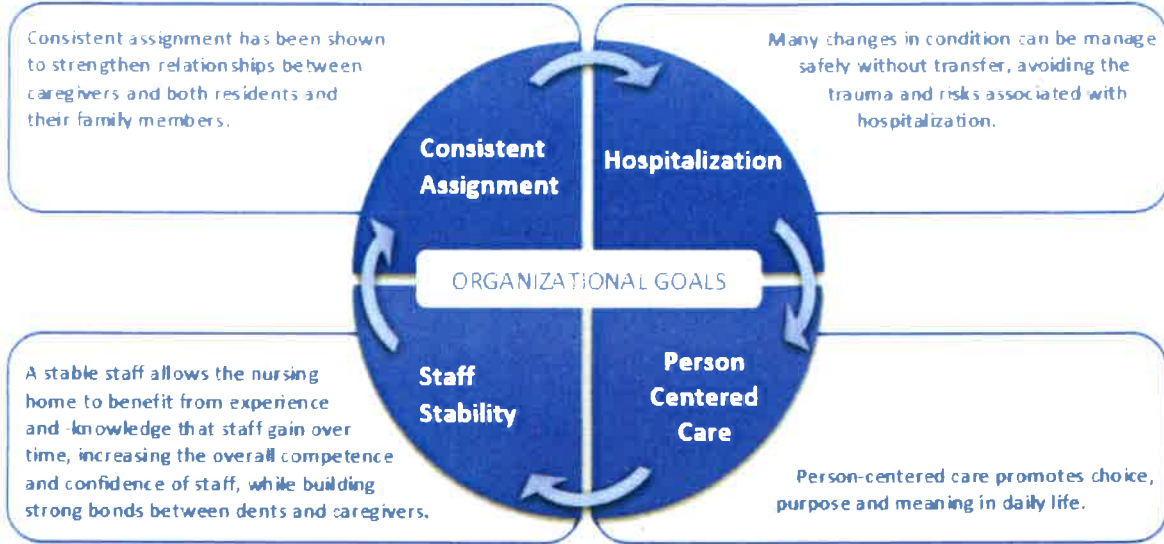 Consistent assignment has been shown
to strengthen relationships between
caregivers and both residents and
their family members.
Many changes in condition can be manage
safely without transfer, avoiding the
trauma and risks associated with
hospitalization.
Consistent
Assignment
Hospitalization
ORGANIZATIONAL GOALS
Staff
Stability
Person
Centered
Care
A stable staff allows the nursing
home to benefit from experience
and -knowledge that staff gain over
time, increasing the overall competence
and confidence of staff, while building
strong bonds between dents and caregivers.
Person-centered care promotes choice,
purpose and meaning in daily life.